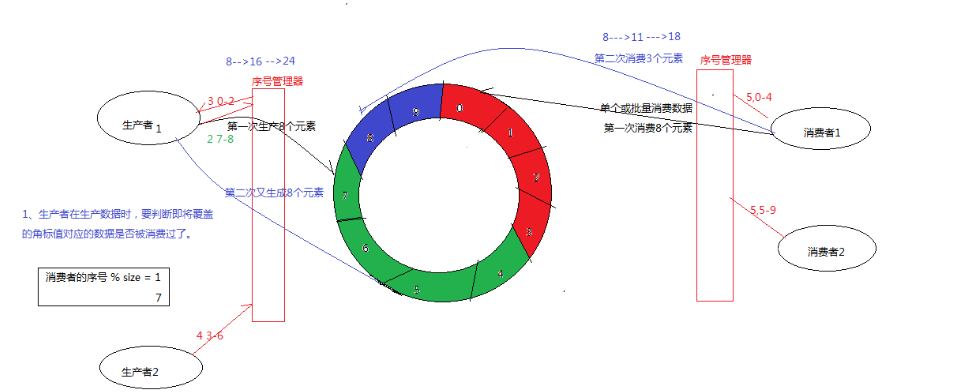 8--->11 --->18
8-->16 -->24
第二次消费3个元素
序号管理器
序号管理器
3 0-2
5,0-4
生产者 1
第一次生产8个元素
单个或批量消费数据
第一次消费8个元素
消费者1
2 7-8
0
1
2
3
4
5
6
7
8
9
第二次又生成8个元素
1、生产者在生产数据时，要判断即将覆盖
的角标值对应的数据是否被消费过了。
5,5-9
消费者2
消费者的序号 % size = 1
7
4 3-6
生产者2